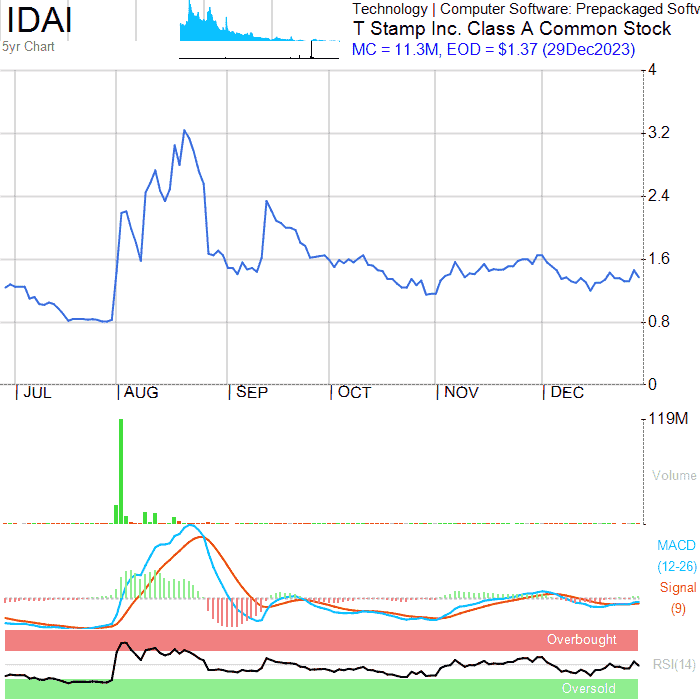 IDAI
5yr Chart
Technology | Computer Software: Prepackaged Softw
T Stamp Inc. Class A Common Stock
MC = 11.3M, EOD = $1.37 (29Dec2023)
4
3.2
2.4
1.6
0.8
0
JUL AUG SEP OCT NOV DEC
119M
Volume
MACD
(12-26)
Signal
(9)
Overbought
RSI(14)
Oversold